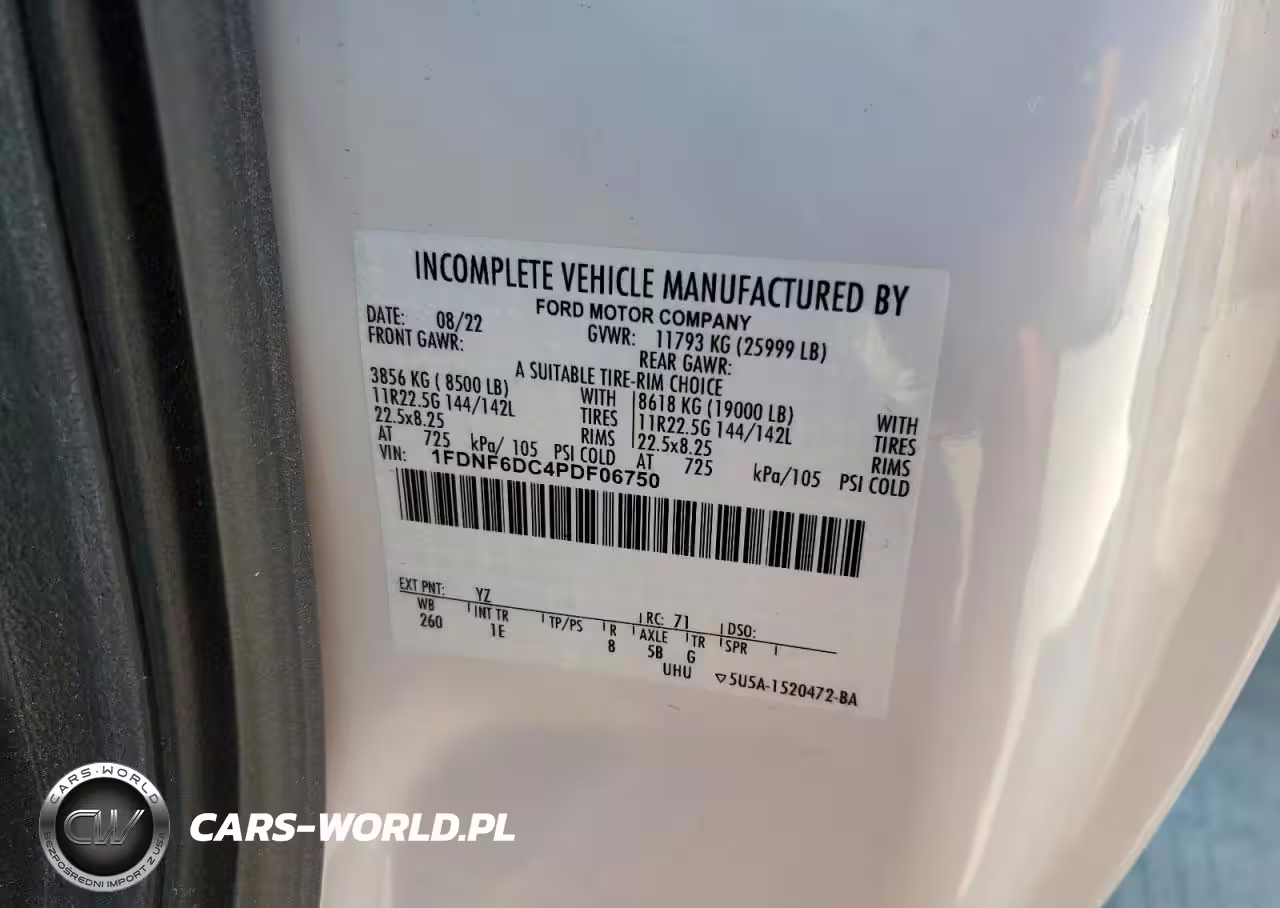 INCOMPLETE VEHICLE MANUFACTURED BY
FORD MOTOR COMPANY
DATE: 08/22 GVWR: 11793 KG (25999 LB)
FRONT GAWR: REAR GAWR:
A SUITABLE TIRE-RIM CHOICE
3856 KG ( 8500 LB) WITH 8618 KG (19000 LB) WITH
11R22.5G 144/142L TIRES 11R22.5G 144/142L TIRES
22.5x8.25 RIMS 22.5x8.25 RIMS
AT 725 kPa/ 105 PSI COLD AT 725 kPa/105 PSI COLD
VIN: 1FDNF6DC4PDF06750
EXT PNT: YZ RC: 71 DSO:
WB INT TR TP/PS R AXLE TR SPR
260 1E 8 5B G
UHU ▽5U5A-1520472-BA
CARS-WORLD
CW
BEZPOŚREDNI IMPORT Z USA
CARS-WORLD.PL